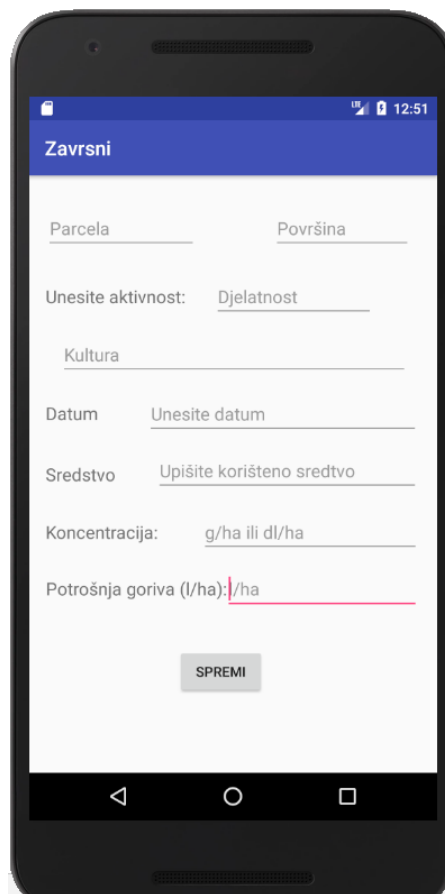 LTE 12:51
Zavrsni
Parcela Površina
Unesite aktivnost: Djelatnost
Kultura
Datum Unesite datum
Sredstvo Upišite korišteno sredtvo
Koncentracija: g/ha ili dl/ha
Potrošnja goriva (l/ha): l/ha
SPREMI